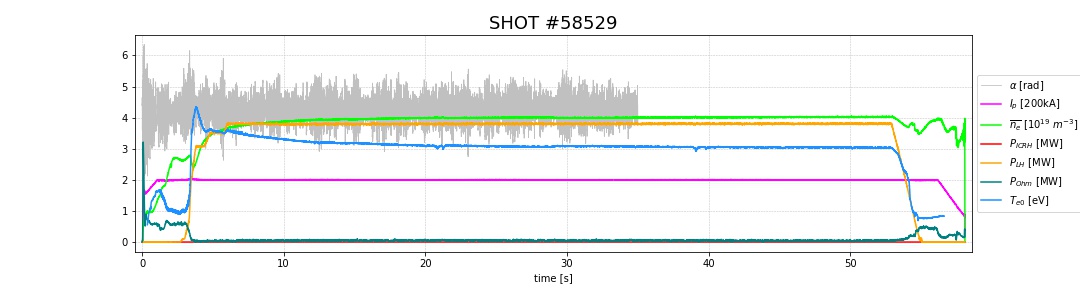 SHOT #58529
6
5
4
3
2
1
0
0 10 20 30 40 50
time [s]
α [rad]
I_p [200kA]
n̅_e̅ [10^19 m^−3]
P_ICRH [MW]
P_LH [MW]
P_Ohm [MW]
T_e0 [eV]